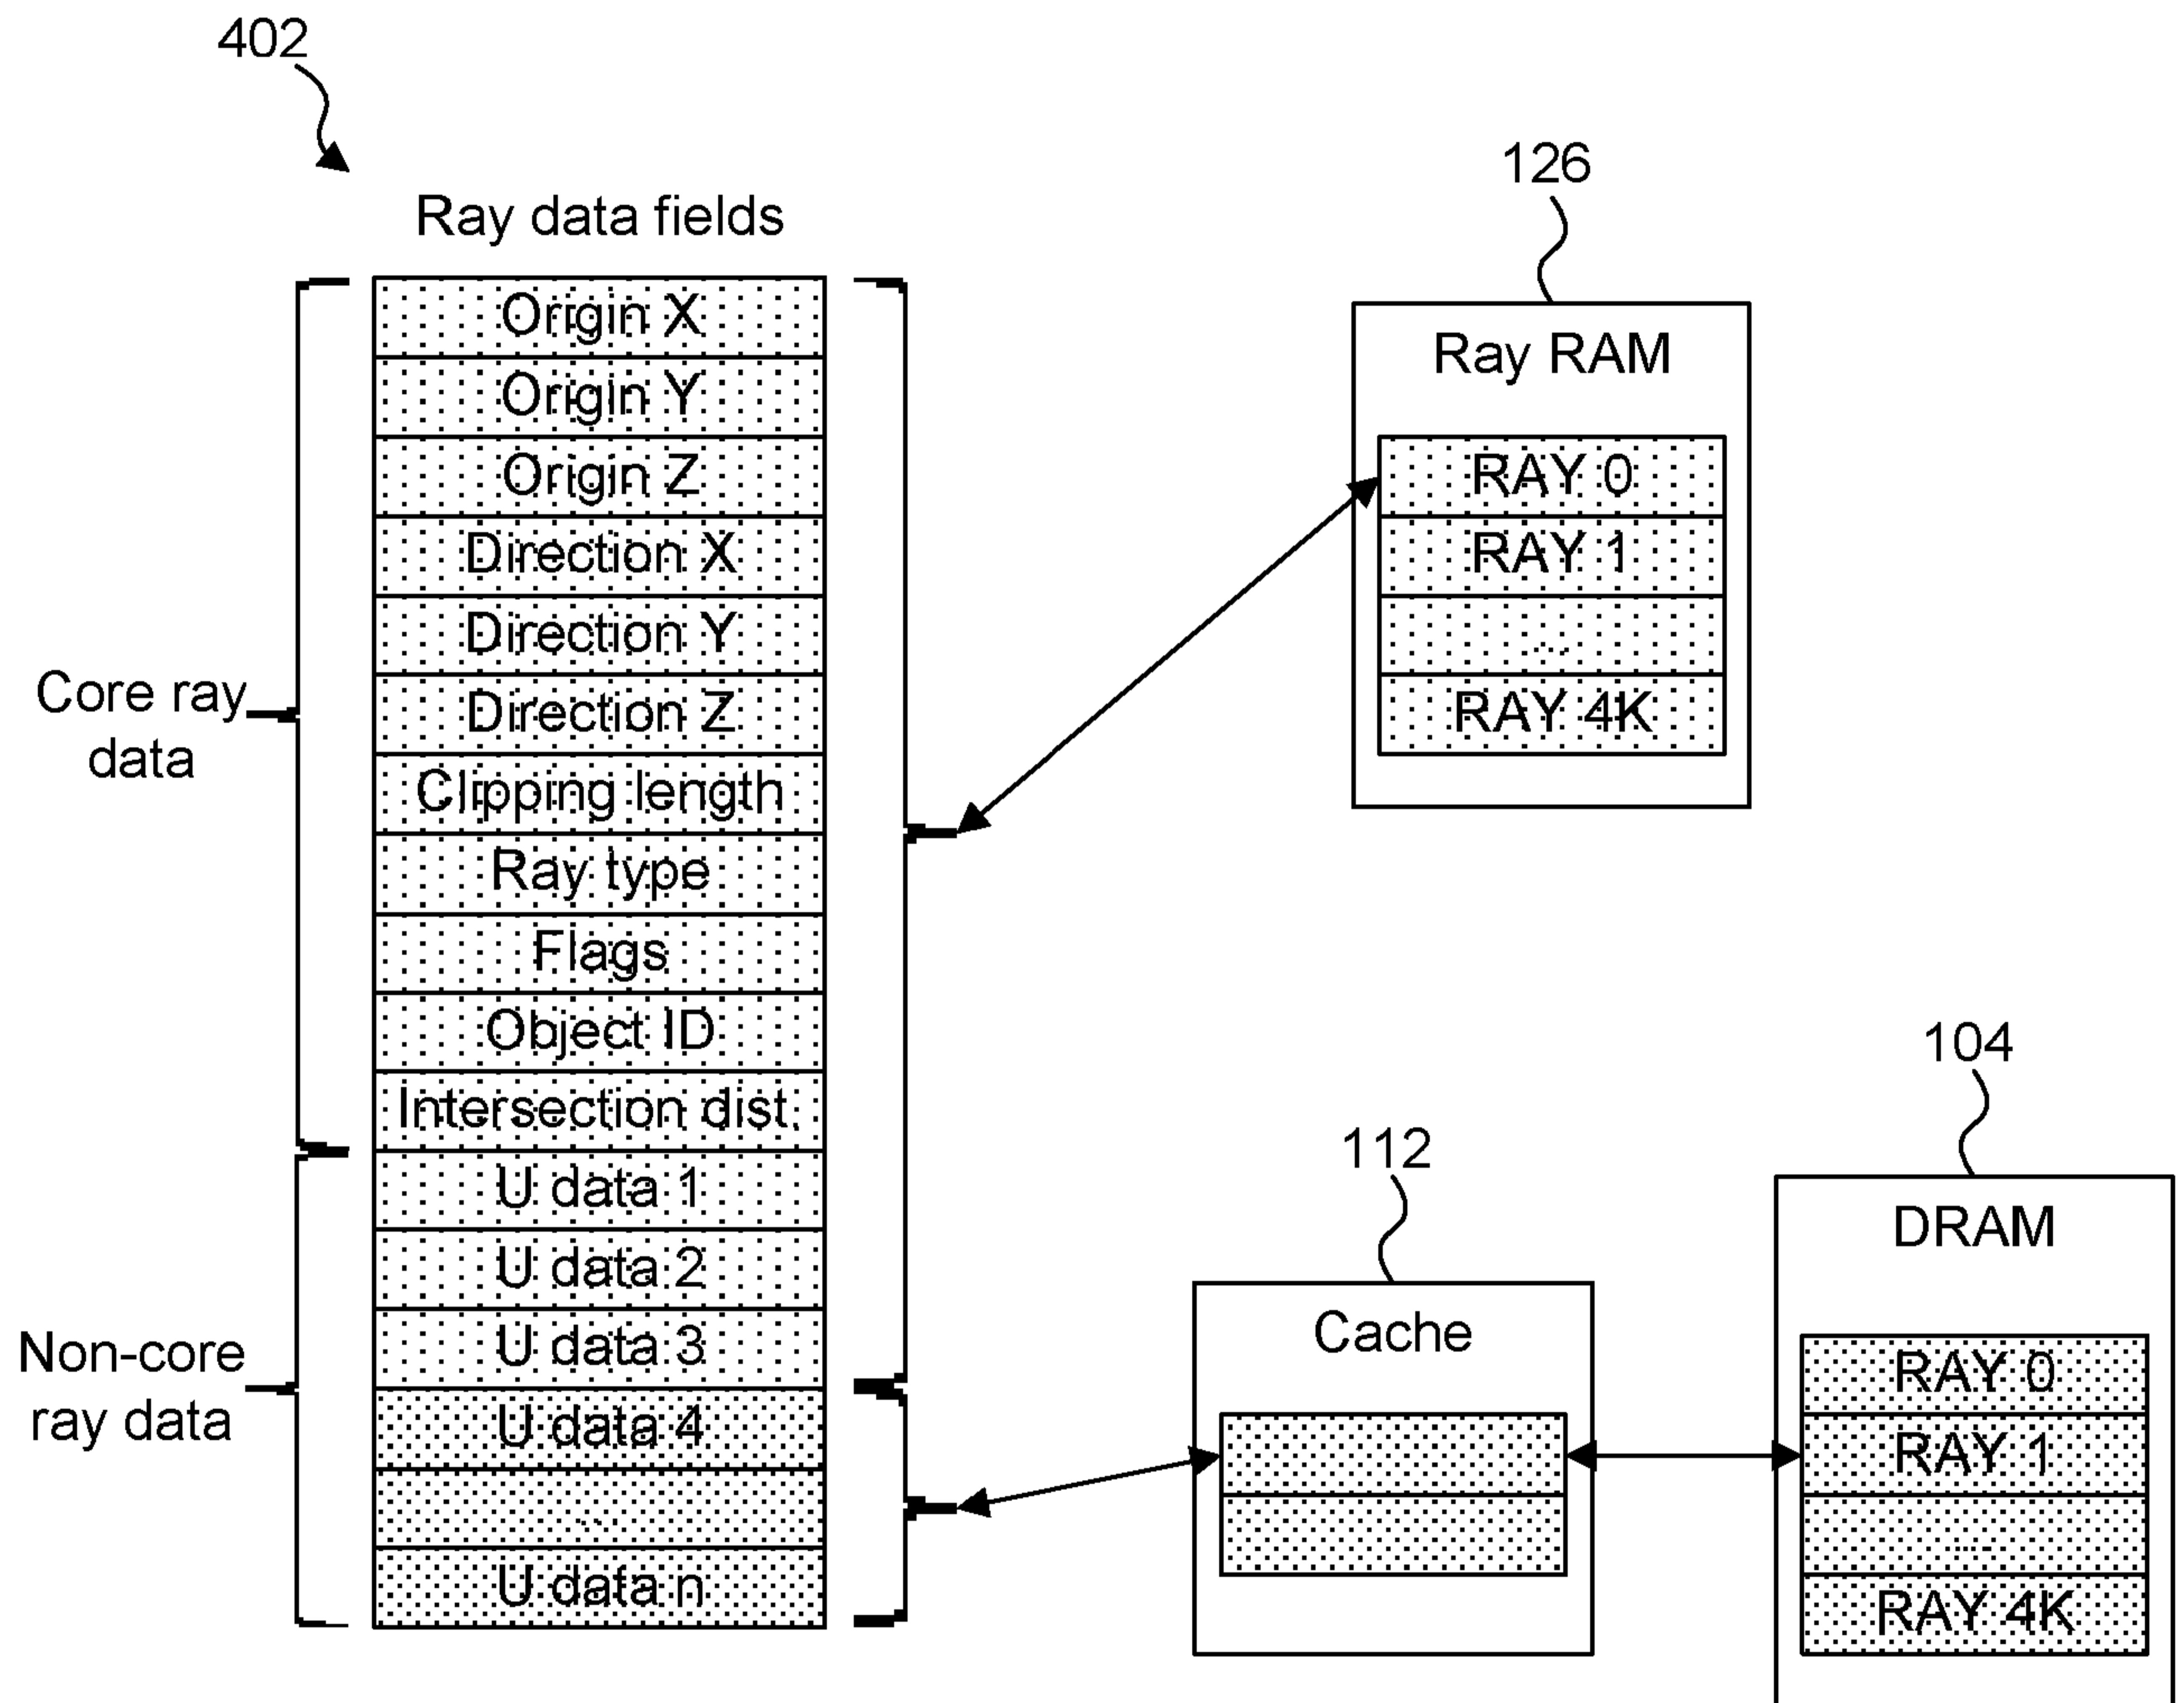 402
Ray data fields
Origin X
Origin Y
Origin Z
Direction X
Direction Y
Direction Z
Clipping length
Ray type
Flags
Object ID
Intersection dist.
U data 1
U data 2
U data 3
U data 4
...
U data n
Core ray
data
Non-core
ray data
126
Ray RAM
RAY 0
RAY 1
...
RAY 4K
112
Cache
104
DRAM
RAY 0
RAY 1
...
RAY 4K